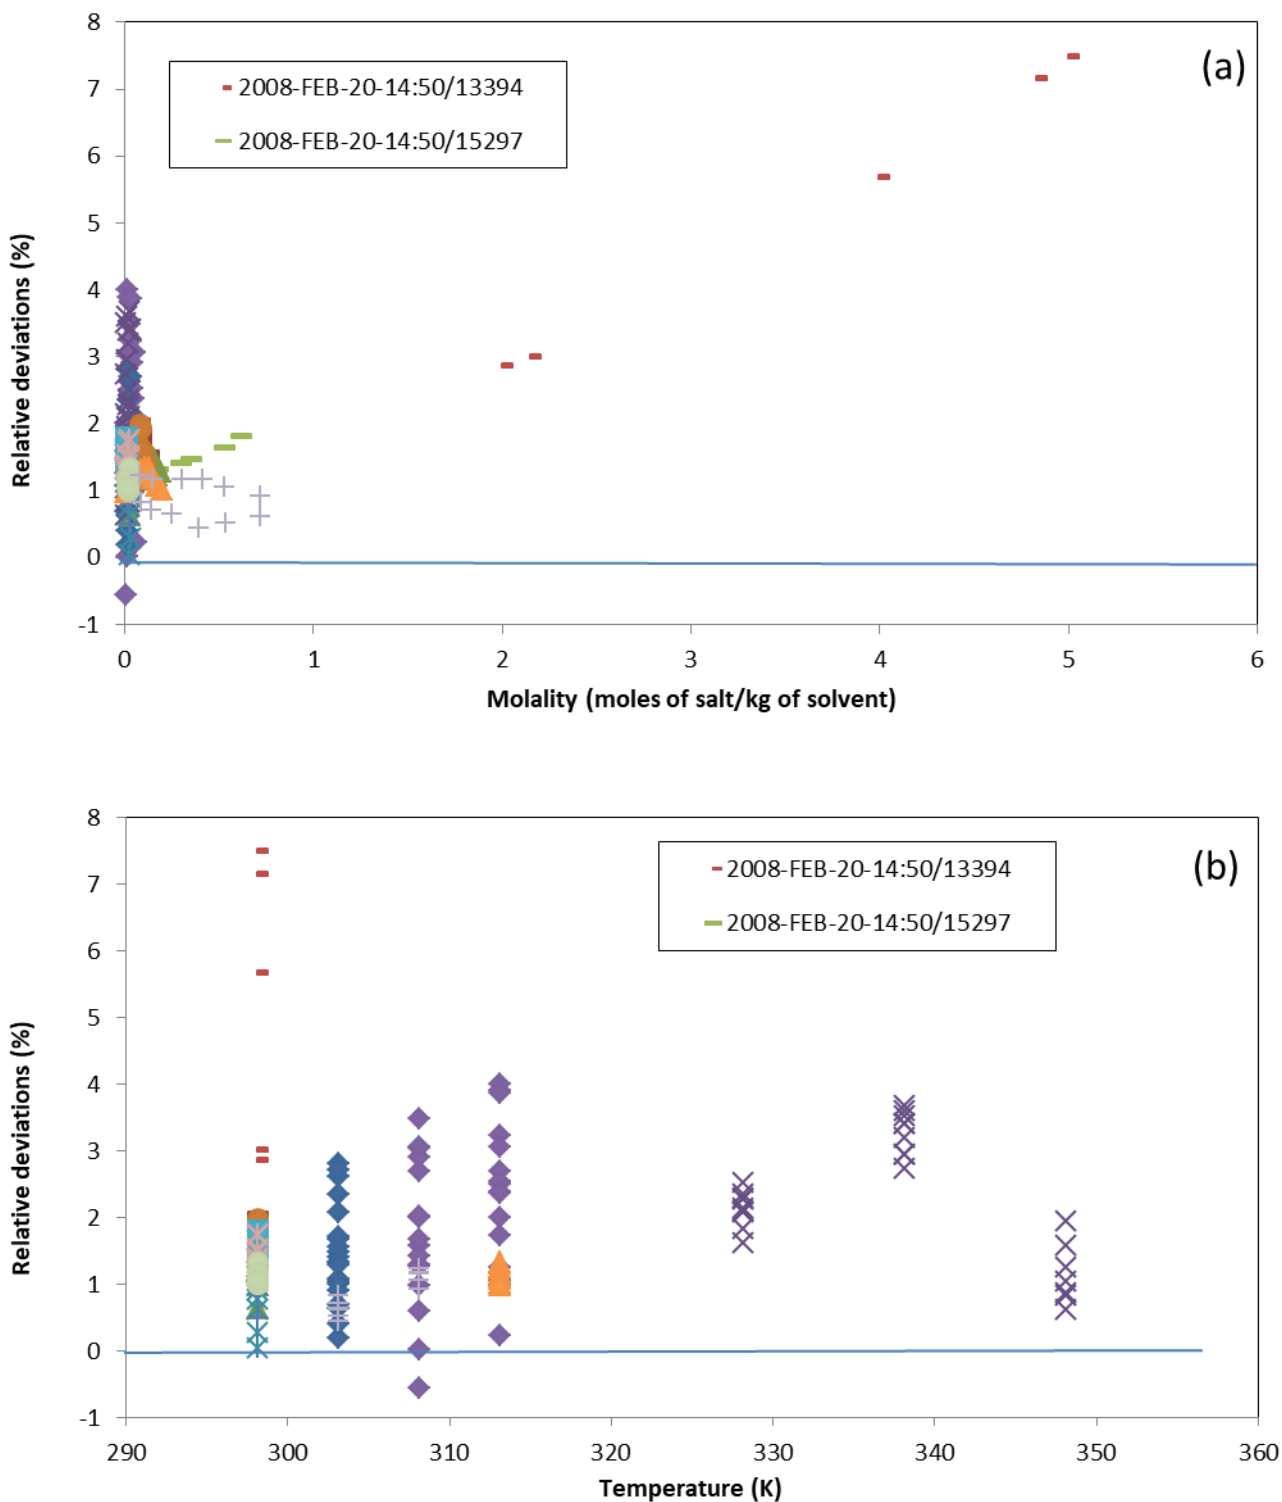 8
(a)
2008-FEB-20-14:50/13394
7
2008-FEB-20-14:50/15297
6
5
4
3
2
1
0
-1
Relative deviations (%)
0 1 2 3 4 5 6
Molality (moles of salt/kg of solvent)
8
(b)
2008-FEB-20-14:50/13394
7
2008-FEB-20-14:50/15297
6
5
4
3
2
1
0
-1
Relative deviations (%)
290 300 310 320 330 340 350 360
Temperature (K)